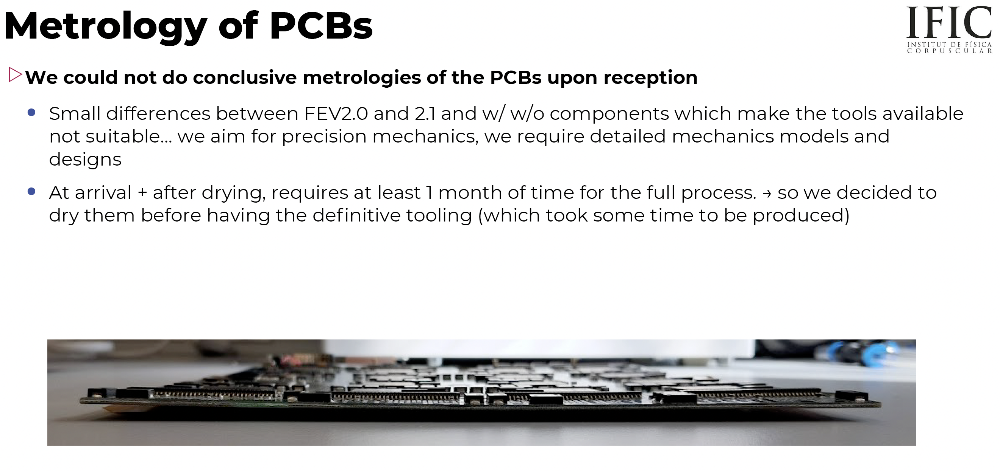 Metrology of PCBs
IFIC
INSTITUT DE FÍSICA
CORPUSCULAR
We could not do conclusive metrologies of the PCBs upon reception
Small differences between FEV2.0 and 2.1 and w/ w/o components which make the tools available
not suitable... we aim for precision mechanics, we require detailed mechanics models and
designs
At arrival + after drying, requires at least 1 month of time for the full process. → so we decided to
dry them before having the definitive tooling (which took some time to be produced)